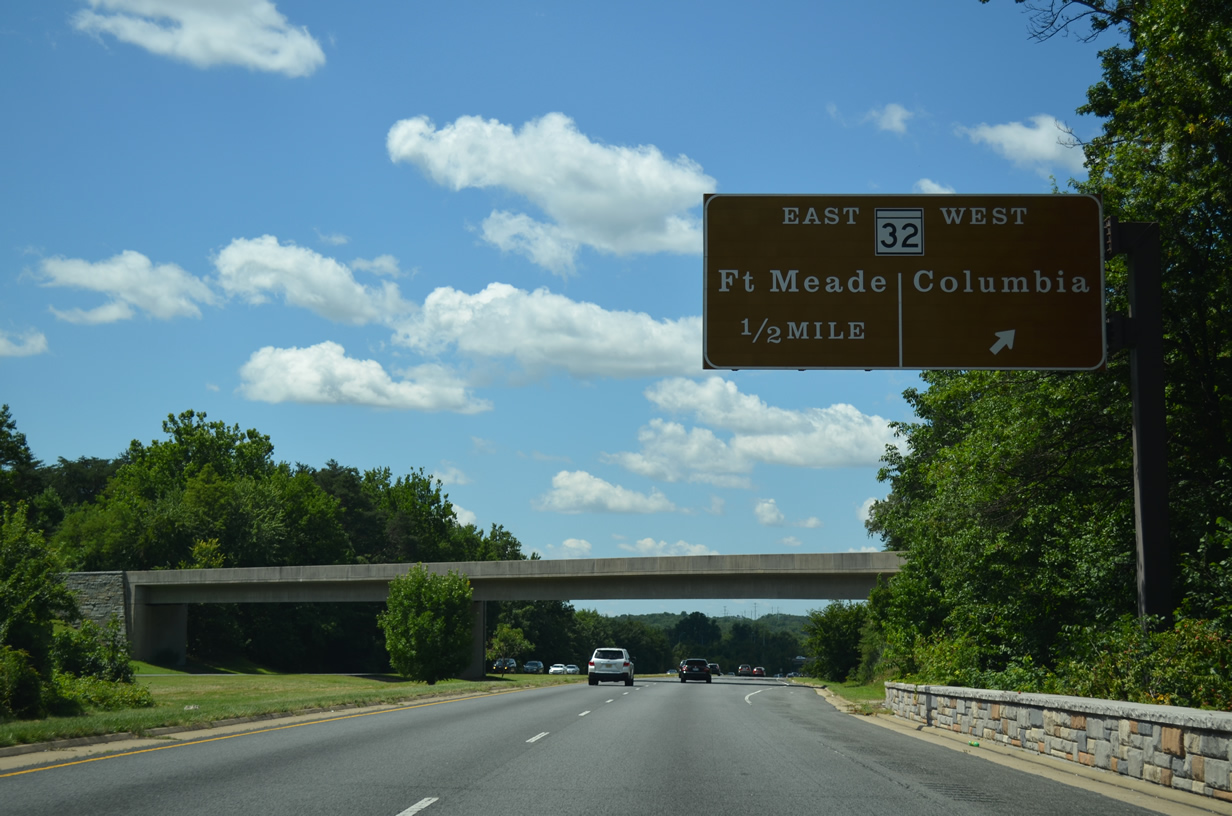 EAST 32 WEST
Ft Meade Columbia
1/2 MILE